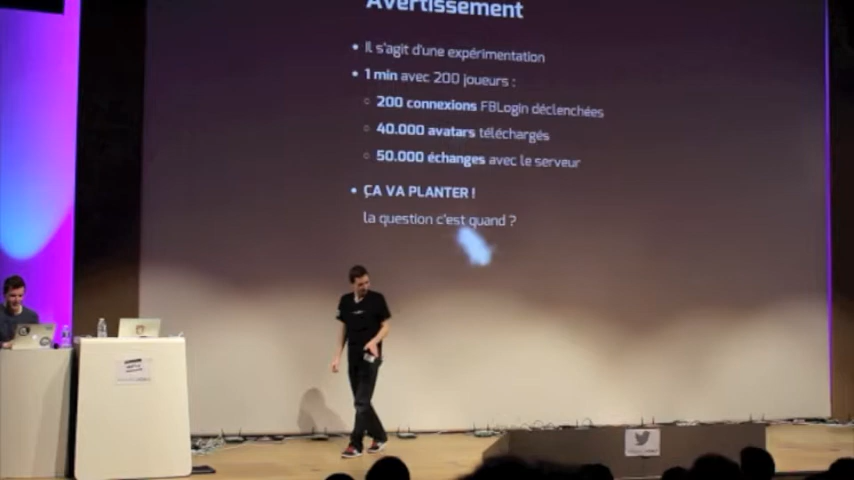 Avertissement
• Il s'agit d'une expérimentation
• 1 min avec 200 joueurs :
○ 200 connexions FBLogin déclenchées
○ 40.000 avatars téléchargés
○ 50.000 échanges avec le serveur
• ÇA VA PLANTER !
la question c'est quand ?